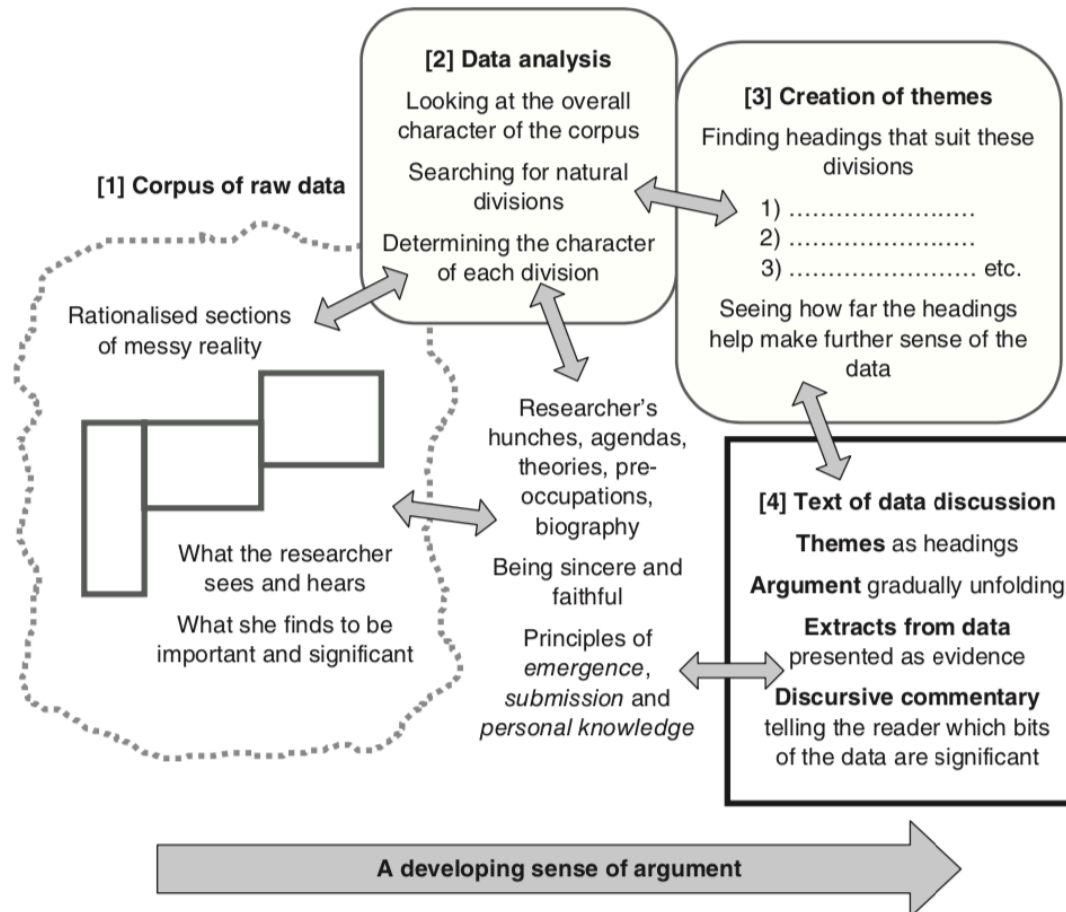 [1] Corpus of raw data
Rationalised sections
of messy reality
What the researcher
sees and hears
What she finds to be
important and significant
[2] Data analysis
Looking at the overall
character of the corpus
Searching for natural
divisions
Determining the character
of each division
[3] Creation of themes
Finding headings that suit these
divisions
1) ........................
2) ........................
3) ........................ etc.
Seeing how far the headings
help make further sense of the
data
Researcher's
hunches, agendas,
theories, pre-
occupations,
biography
Being sincere and
faithful
Principles of
emergence,
submission and
personal knowledge
[4] Text of data discussion
Themes as headings
Argument gradually unfolding
Extracts from data
presented as evidence
Discursive commentary
telling the reader which bits
of the data are significant
A developing sense of argument